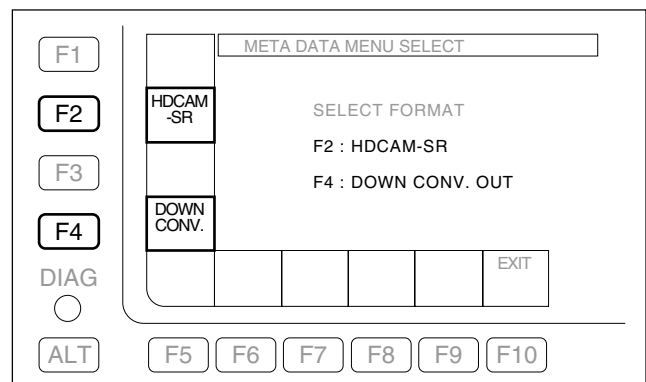 F1
META DATA MENU SELECT
F2
HDCAM
-SR
SELECT FORMAT
F2 : HDCAM-SR
F3
F4 : DOWN CONV. OUT
F4
DOWN
CONV.
DIAG
EXIT
ALT
F5 F6 F7 F8 F9 F10